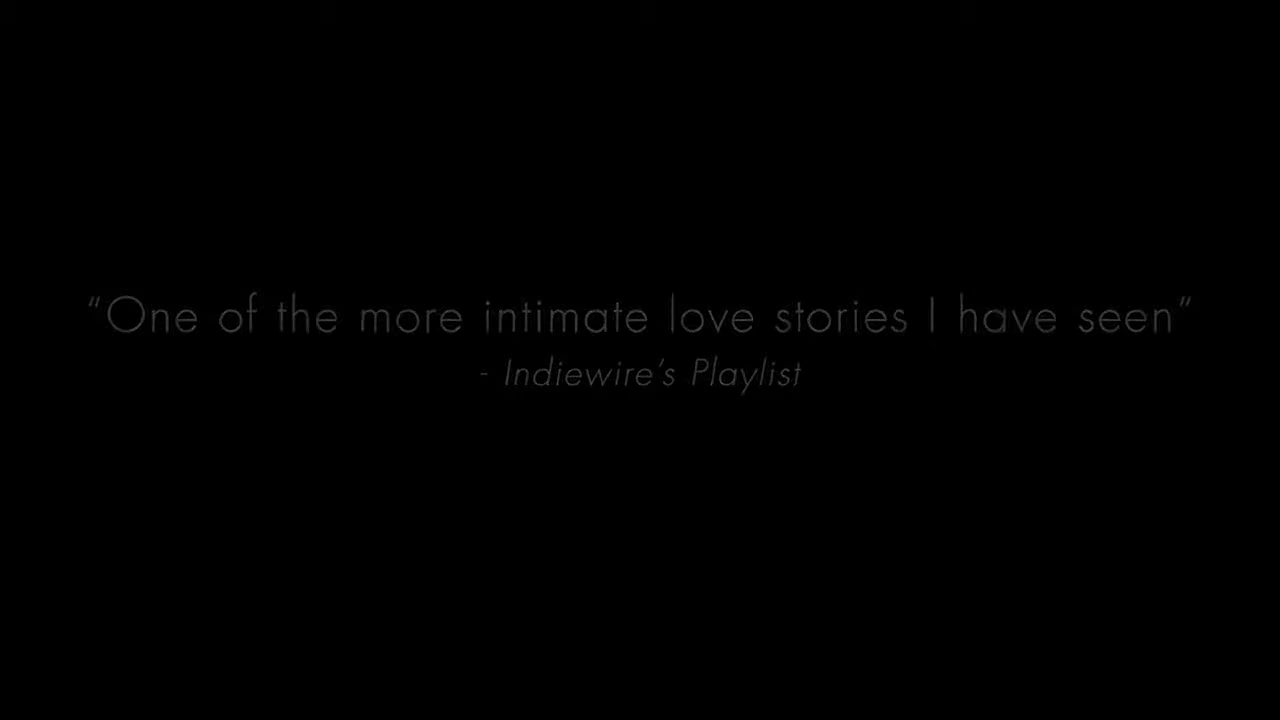 “One of the more intimate love stories I have seen”
- Indiewire’s Playlist